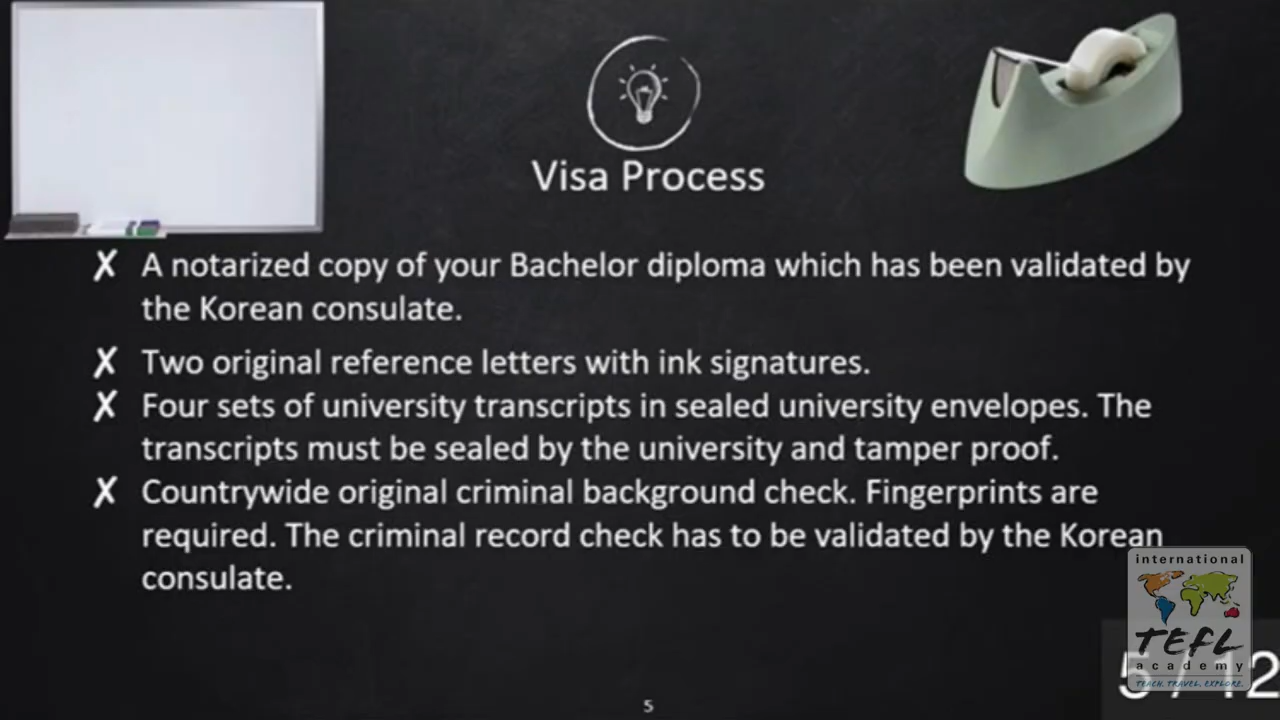 Visa Process
✗ A notarized copy of your Bachelor diploma which has been validated by
the Korean consulate.
✗ Two original reference letters with ink signatures.
✗ Four sets of university transcripts in sealed university envelopes. The
transcripts must be sealed by the university and tamper proof.
✗ Countrywide original criminal background check. Fingerprints are
required. The criminal record check has to be validated by the Korean
consulate.
international
TEFL
academy
TEACH. TRAVEL. EXPLORE.
5 / 12
5